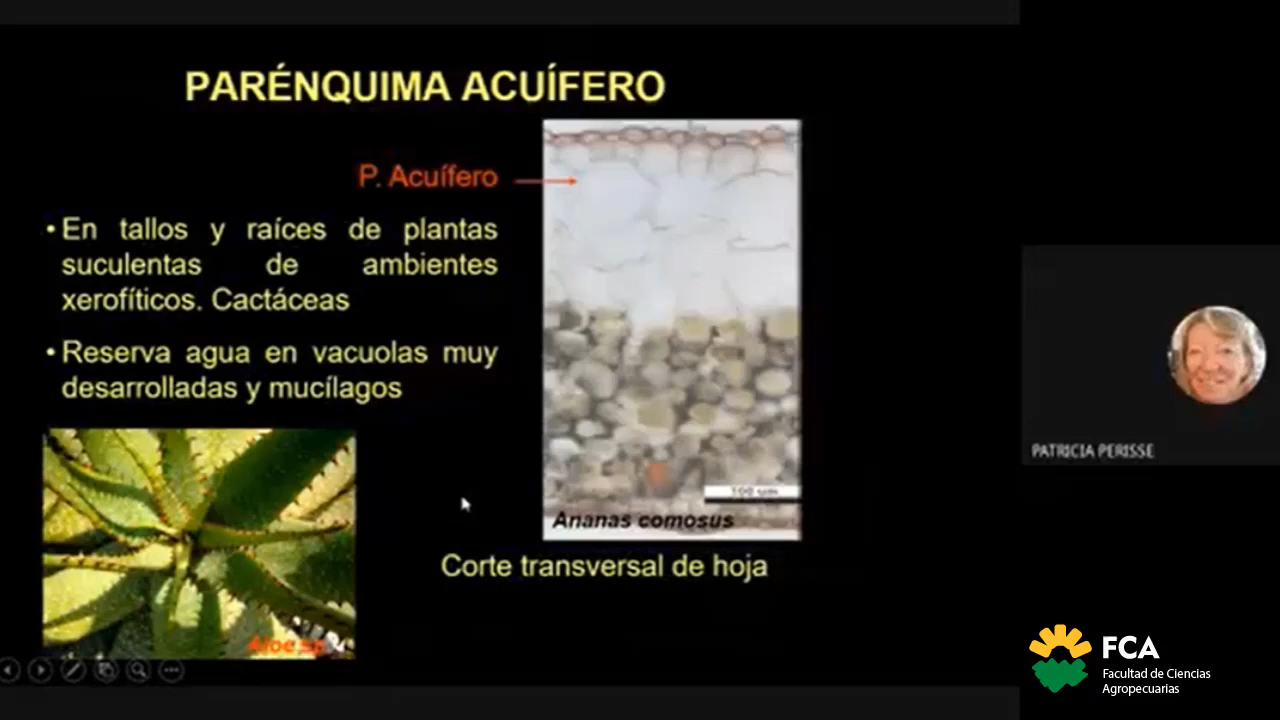 PARÉNQUIMA ACUÍFERO
P. Acuífero
• En tallos y raíces de plantas
suculentas de ambientes
xerofíticos. Cactáceas
• Reserva agua en vacuolas muy
desarrolladas y mucílagos
100 um
Ananas comosus
Corte transversal de hoja
Aloe sp
PATRICIA PERISSE
FCA
Facultad de Ciencias
Agropecuarias